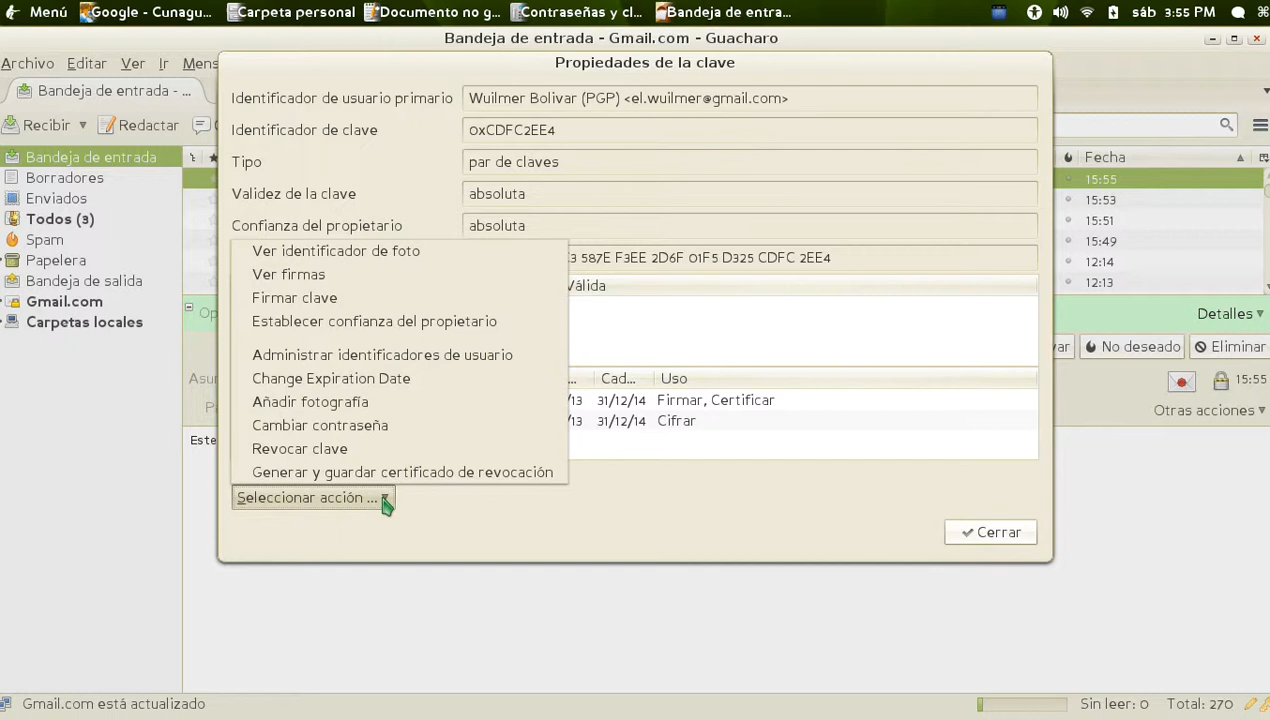 Menú Google - Cunagu... Carpeta personal Documento no g... Contraseñas y cl... Bandeja de entra... sáb 3:55 PM
Bandeja de entrada - Gmail.com - Guacharo
Archivo Editar Ver Ir Mens
Propiedades de la clave
Bandeja de entrada - ...
Identificador de usuario primario Wuilmer Bolivar (PGP) <el.wuilmer@gmail.com>
Recibir Redactar
Identificador de clave 0xCDFC2EE4
Bandeja de entrada
Tipo par de claves
Fecha
Borradores
15:55
Enviados
Validez de la clave absoluta
15:53
Todos (3)
Confianza del propietario absoluta
15:51
Spam
15:49
Papelera
Ver identificador de foto
587E F3EE 2D6F 01F5 D325 CDFC 2EE4
12:14
Bandeja de salida
Ver firmas
Válida
12:13
Gmail.com
Firmar clave
Detalles
Carpetas locales
Establecer confianza del propietario
No deseado Eliminar
Administrar identificadores de usuario
Change Expiration Date
Cad... Uso
15:55
Añadir fotografía
/13 31/12/14 Firmar, Certificar
Otras acciones
Cambiar contraseña
/13 31/12/14 Cifrar
Este
Revocar clave
Generar y guardar certificado de revocación
Seleccionar acción ...
Cerrar
Gmail.com está actualizado Sin leer: 0 Total: 270